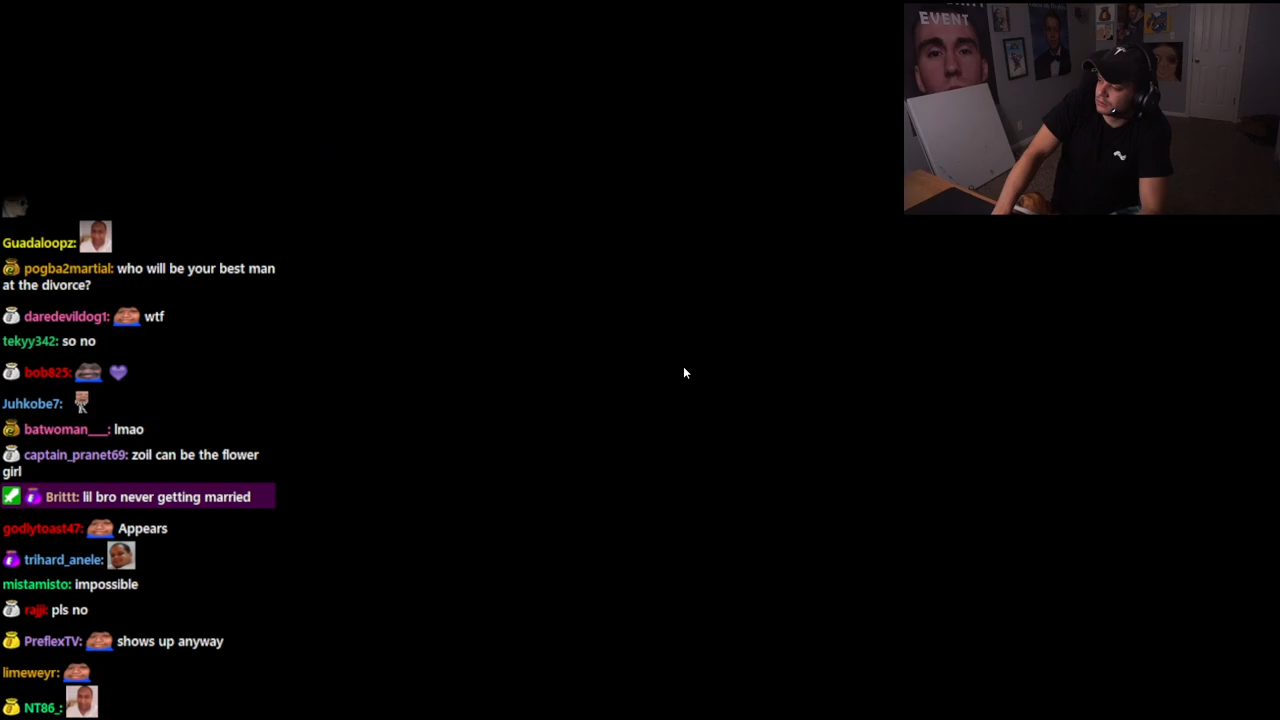 EVENT
Guadaloopz:
pogba2martial: who will be your best man
at the divorce?
daredevildog1: wtf
tekyy342: so no
bob825:
Juhkobe7:
batwoman___: lmao
captain_pranet69: zoil can be the flower
girl
Brittt: lil bro never getting married
godlytoast47: Appears
trihard_anele:
mistamisto: impossible
rajji: pls no
PreflexTV: shows up anyway
limeweyr:
NT86_: